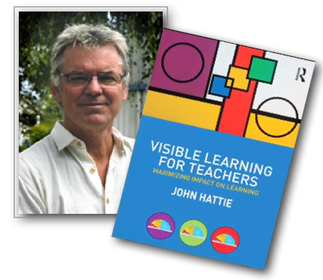 R
VISIBLE LEARNING
FOR TEACHERS
MAXIMIZING IMPACT ON LEARNING
JOHN HATTIE